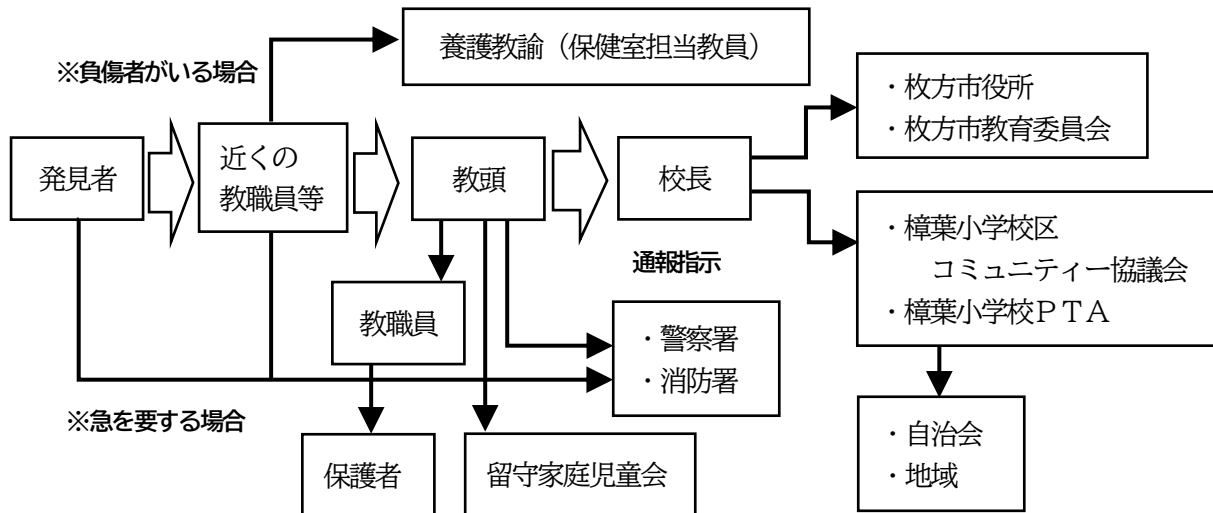 養護教諭（保健室担当教員）
※負傷者がいる場合
・枚方市役所
・枚方市教育委員会
発見者
近くの
教職員等
教頭
校長
・樟葉小学校区
コミュニティー協議会
・樟葉小学校ＰＴＡ
通報指示
教職員
・警察署
・消防署
※急を要する場合
保護者
留守家庭児童会
・自治会
・地域